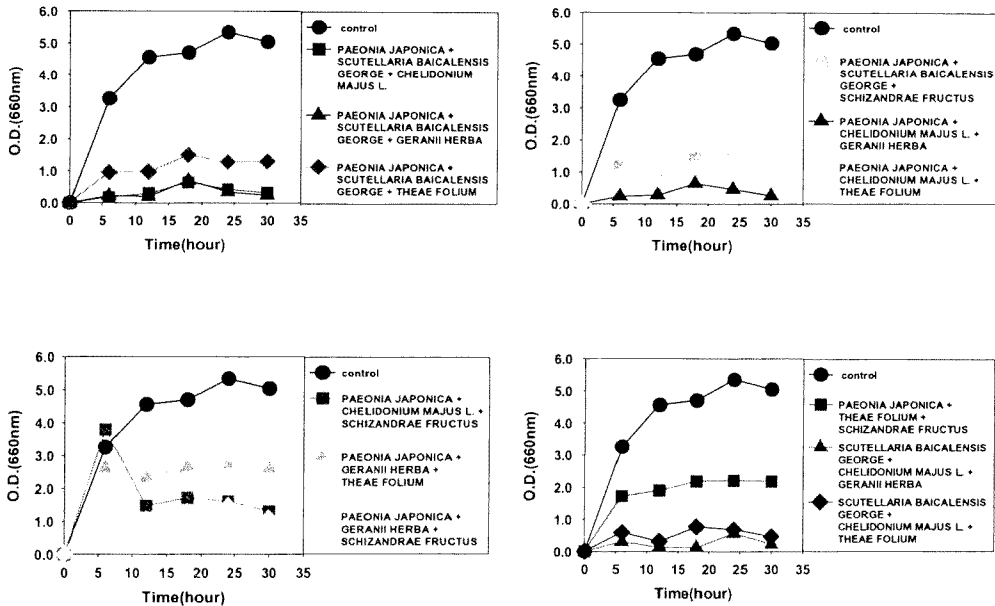 O.D.(660nm)
6.0
5.0
4.0
3.0
2.0
1.0
0.0
0 5 10 15 20 25 30 35
Time(hour)
control
PAEONIA JAPONICA +
SCUTELLARIA BAICALENSIS
GEORGE + CHELIDONIUM
MAJUS L.
PAEONIA JAPONICA +
SCUTELLARIA BAICALENSIS
GEORGE + GERANII HERBA
PAEONIA JAPONICA +
SCUTELLARIA BAICALENSIS
GEORGE + THEAE FOLIUM
O.D.(660nm)
6.0
5.0
4.0
3.0
2.0
1.0
0.0
0 5 10 15 20 25 30 35
Time(hour)
control
PAEONIA JAPONICA +
SCUTELLARIA BAICALENSIS
GEORGE +
SCHIZANDRAE FRUCTUS
PAEONIA JAPONICA +
CHELIDONIUM MAJUS L. +
GERANII HERBA
PAEONIA JAPONICA +
CHELIDONIUM MAJUS L. +
THEAE FOLIUM
O.D.(660nm)
6.0
5.0
4.0
3.0
2.0
1.0
0.0
0 5 10 15 20 25 30 35
Time(hour)
control
PAEONIA JAPONICA +
CHELIDONIUM MAJUS L. +
SCHIZANDRAE FRUCTUS
PAEONIA JAPONICA +
GERANII HERBA +
THEAE FOLIUM
PAEONIA JAPONICA +
GERANII HERBA +
SCHIZANDRAE FRUCTUS
O.D.(660nm)
6.0
5.0
4.0
3.0
2.0
1.0
0.0
0 5 10 15 20 25 30 35
Time(hour)
control
PAEONIA JAPONICA +
THEAE FOLIUM +
SCHIZANDRAE FRUCTUS
SCUTELLARIA BAICALENSIS
GEORGE +
CHELIDONIUM MAJUS L. +
GERANII HERBA
SCUTELLARIA BAICALENSIS
GEORGE +
CHELIDONIUM MAJUS L. +
THEAE FOLIUM